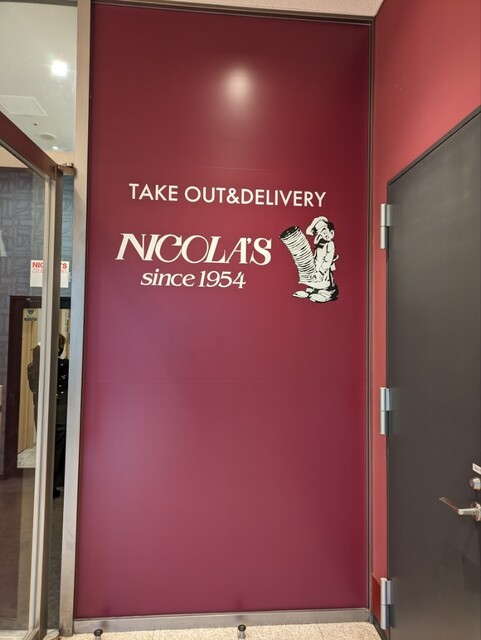 TAKE OUT&DELIVERY
NICOLA'S
since 1954